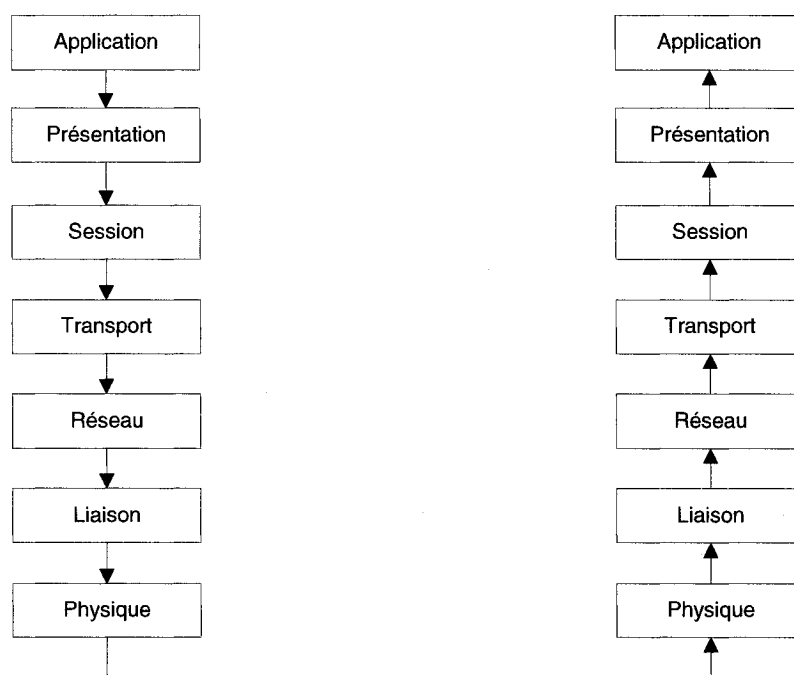 Application
Présentation
Session
Transport
Réseau
Liaison
Physique
Application
Présentation
Session
Transport
Réseau
Liaison
Physique